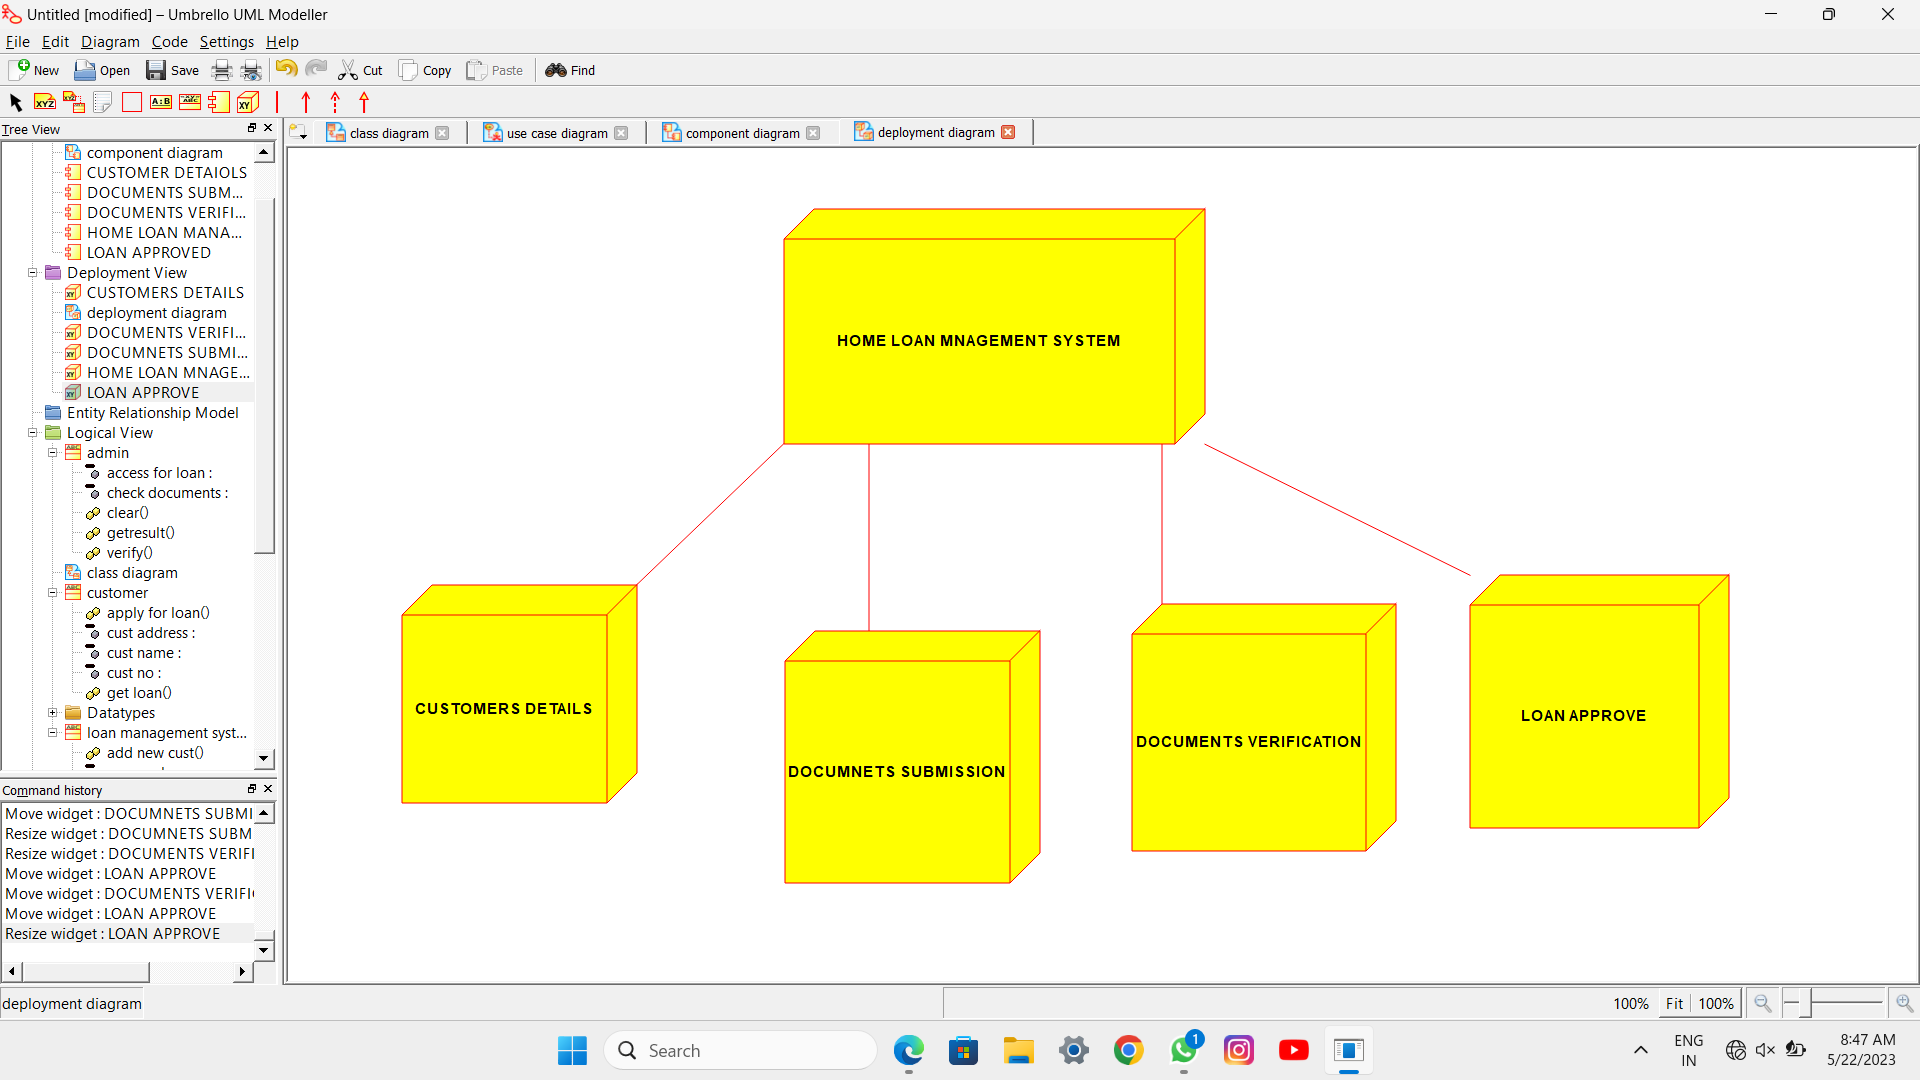 Untitled [modified] – Umbrello UML Modeller
File Edit Diagram Code Settings Help
New Open Save Cut Copy Paste Find
XYZ XYZ A:B ABC XY
Tree View
class diagram use case diagram component diagram deployment diagram
component diagram
CUSTOMER DETAIOLS
DOCUMENTS SUBM...
DOCUMENTS VERIFI...
HOME LOAN MANA...
LOAN APPROVED
Deployment View
CUSTOMERS DETAILS
deployment diagram
DOCUMENTS VERIFI...
DOCUMNETS SUBMI...
HOME LOAN MNAGE...
LOAN APPROVE
Entity Relationship Model
Logical View
admin
access for loan :
check documents :
clear()
getresult()
verify()
class diagram
customer
apply for loan()
cust address :
cust name :
cust no :
get loan()
Datatypes
loan management syst...
add new cust()
HOME LOAN MNAGEMENT SYSTEM
CUSTOMERS DETAILS
DOCUMNETS SUBMISSION
DOCUMENTS VERIFICATION
LOAN APPROVE
Command history
Move widget : DOCUMNETS SUBMI
Resize widget : DOCUMNETS SUBM
Resize widget : DOCUMENTS VERIFI
Move widget : LOAN APPROVE
Move widget : DOCUMENTS VERIFI
Move widget : LOAN APPROVE
Resize widget : LOAN APPROVE
deployment diagram
100% Fit 100%
Search
1
ENG
IN
8:47 AM
5/22/2023